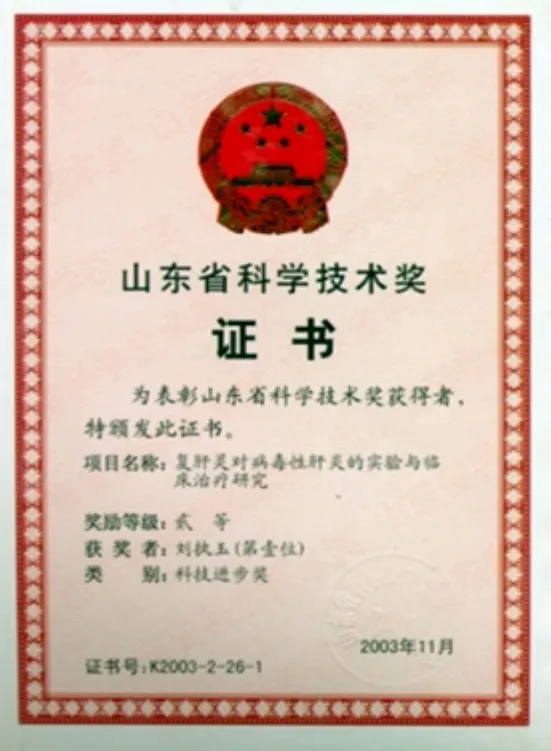 山东省科学技术奖
证书
为表彰山东省科学技术奖获得者，
特颁发此证书。
项目名称：复肝灵对病毒性肝炎的实验与临
床治疗研究
奖励等级：贰 等
获 奖 者：刘执玉(第壹位)
类 别：科技进步奖
2003年11月
证书号：K2003-2-26-1